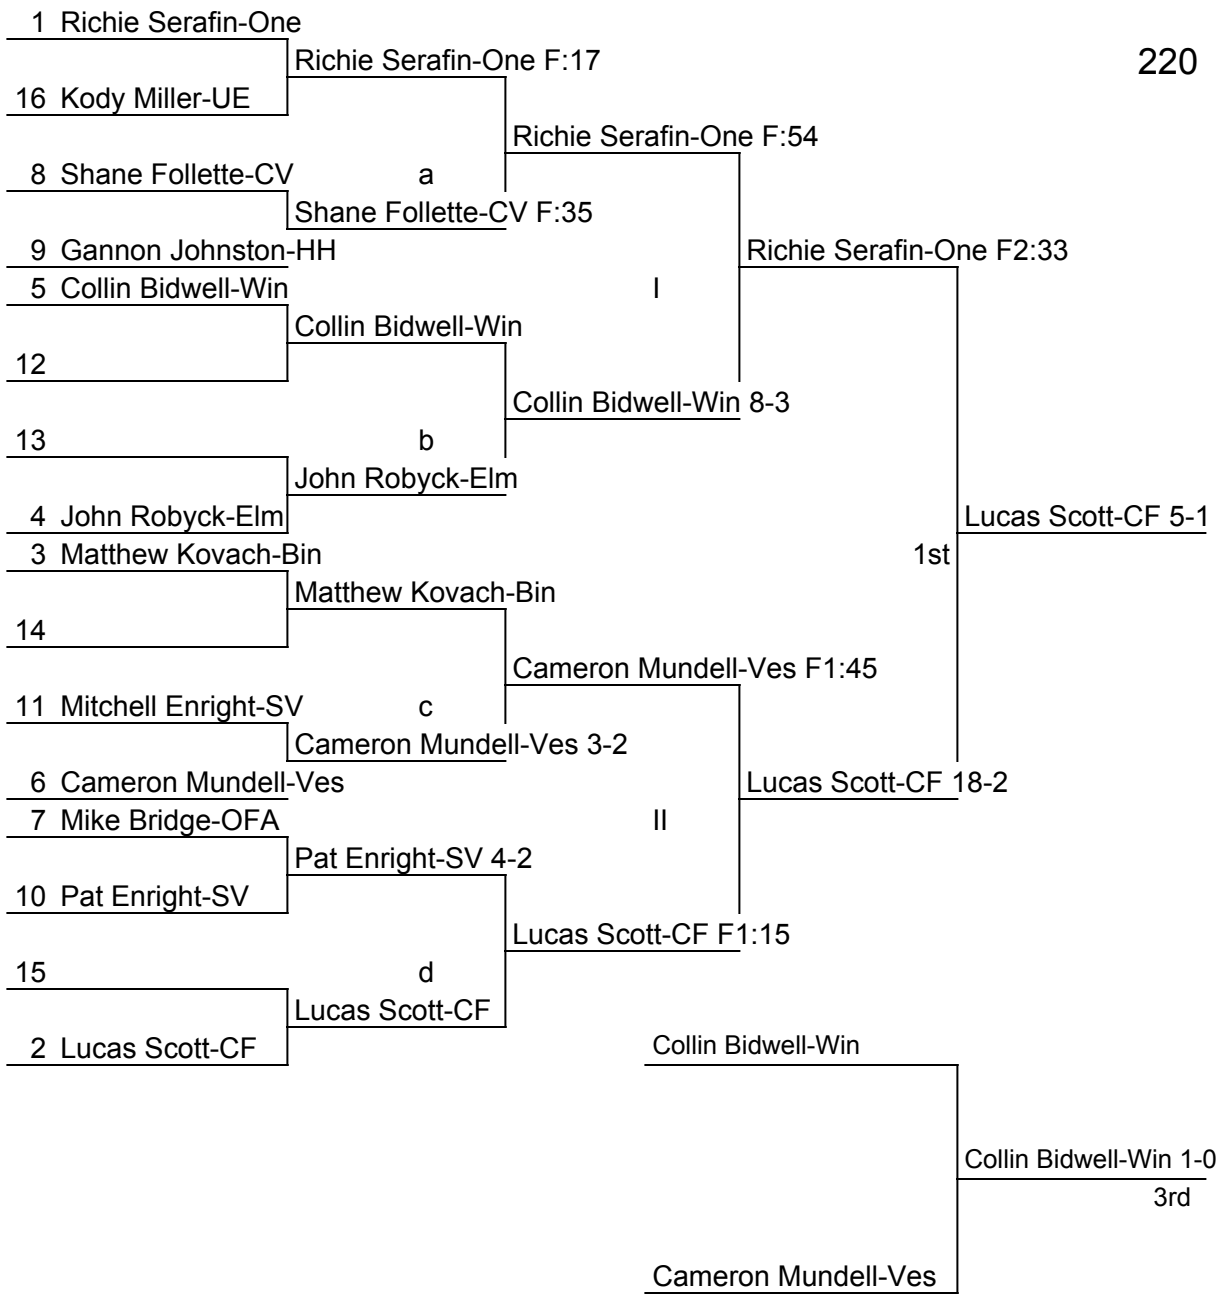 1 Richie Serafin-One
Richie Serafin-One F:17
220
16 Kody Miller-UE
Richie Serafin-One F:54
8 Shane Follette-CV
a
Shane Follette-CV F:35
9 Gannon Johnston-HH
Richie Serafin-One F2:33
5 Collin Bidwell-Win
I
Collin Bidwell-Win
12
Collin Bidwell-Win 8-3
13
b
John Robyck-Elm
4 John Robyck-Elm
Lucas Scott-CF 5-1
3 Matthew Kovach-Bin
1st
Matthew Kovach-Bin
14
Cameron Mundell-Ves F1:45
11 Mitchell Enright-SV
c
Cameron Mundell-Ves 3-2
6 Cameron Mundell-Ves
Lucas Scott-CF 18-2
7 Mike Bridge-OFA
II
Pat Enright-SV 4-2
10 Pat Enright-SV
Lucas Scott-CF F1:15
15
d
Lucas Scott-CF
2 Lucas Scott-CF
Collin Bidwell-Win
Collin Bidwell-Win 1-0
3rd
Cameron Mundell-Ves